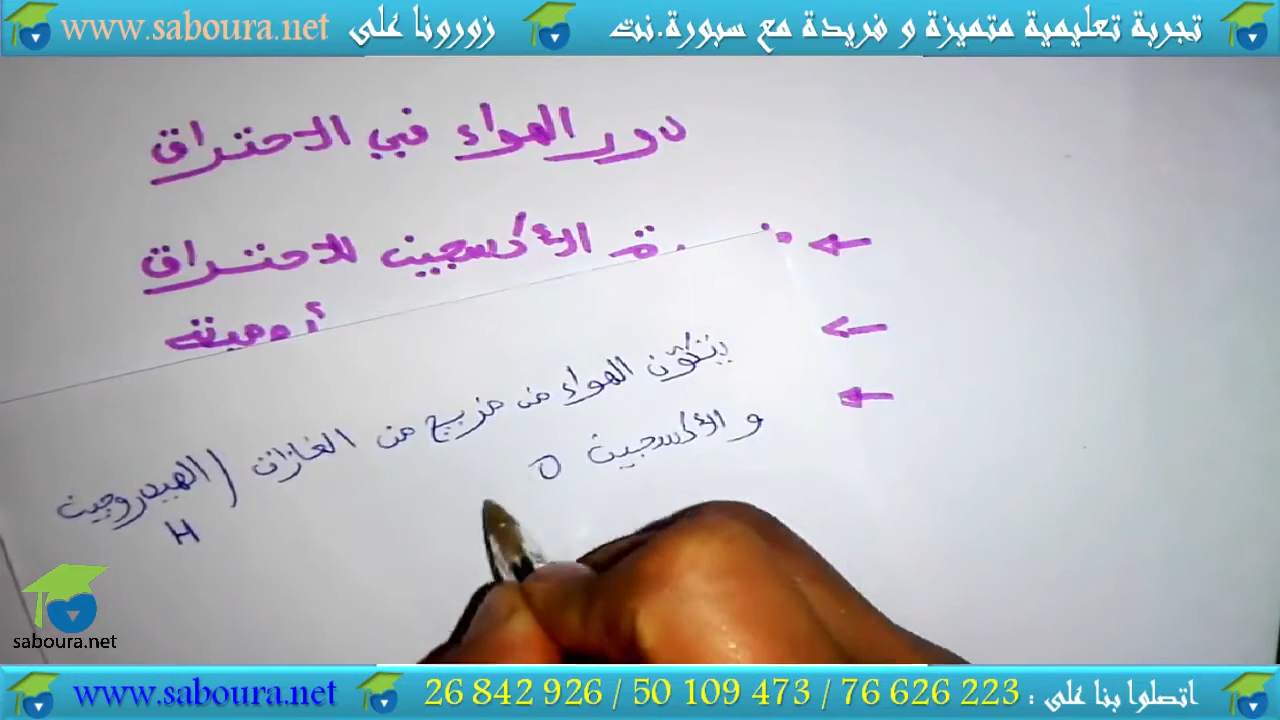 تجربة تعليمية متميزة و فريدة مع سبورة.نت زورونا على www.saboura.net
دور الهواء في الاحتراق
الأكسجين للاحتراق
أهميته
يتكوّن الهواء من مزيج من الغازات (الهيدروجين
H
و الأكسجين
O
saboura.net
اتصلوا بنا على : 26 842 926 / 50 109 473 / 76 626 223 www.saboura.net